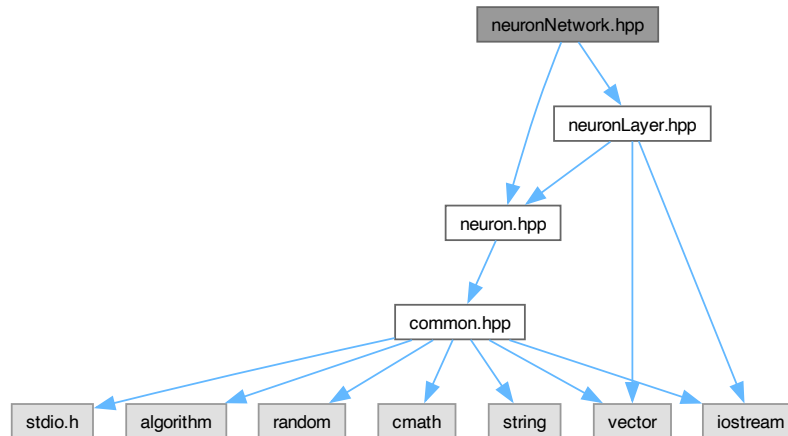 neuronNetwork.hpp
neuronLayer.hpp
neuron.hpp
common.hpp
stdio.h
algorithm
random
cmath
string
vector
iostream